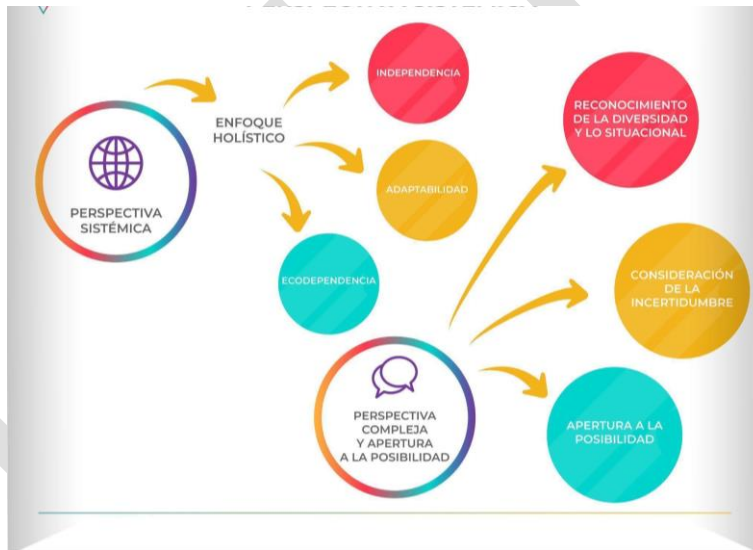 INDEPENDENCIA
ENFOQUE
HOLÍSTICO
RECONOCIMIENTO
DE LA DIVERSIDAD
Y LO SITUACIONAL
ADAPTABILIDAD
PERSPECTIVA
SISTÉMICA
ECODEPENDENCIA
CONSIDERACIÓN
DE LA
INCERTIDUMBRE
PERSPECTIVA
COMPLEJA
Y APERTURA
A LA POSIBILIDAD
APERTURA A LA
POSIBILIDAD